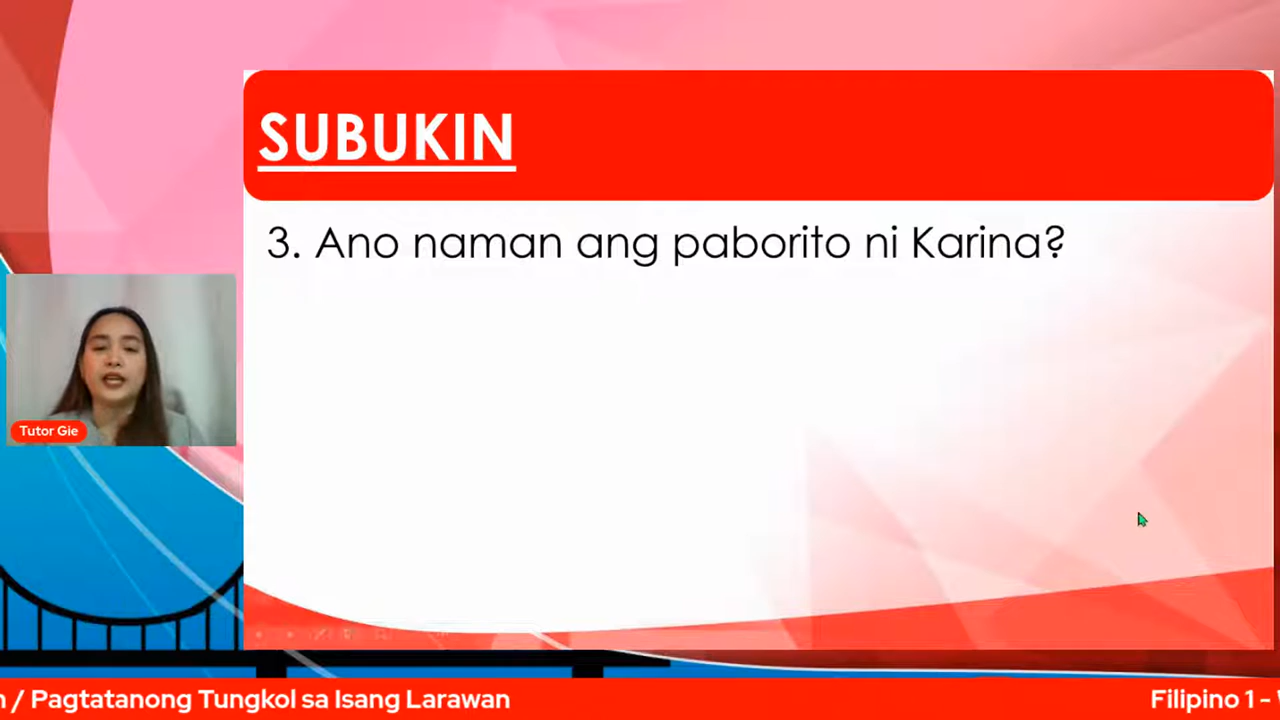 SUBUKIN
3. Ano naman ang paborito ni Karina?
Tutor Gie
/ Pagtatanong Tungkol sa Isang Larawan
Filipino 1 -